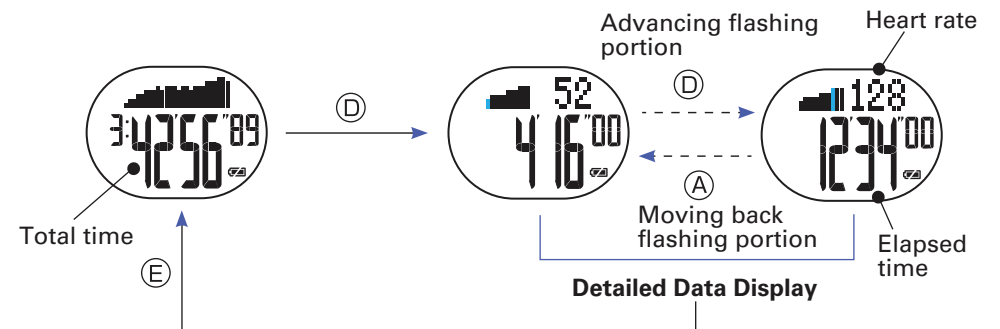 Advancing flashing
portion
Heart rate
D
D
52
128
3:42'56"89
4'16"00
12'34"00
A
Moving back
flashing portion
Total time
Elapsed
time
E
Detailed Data Display